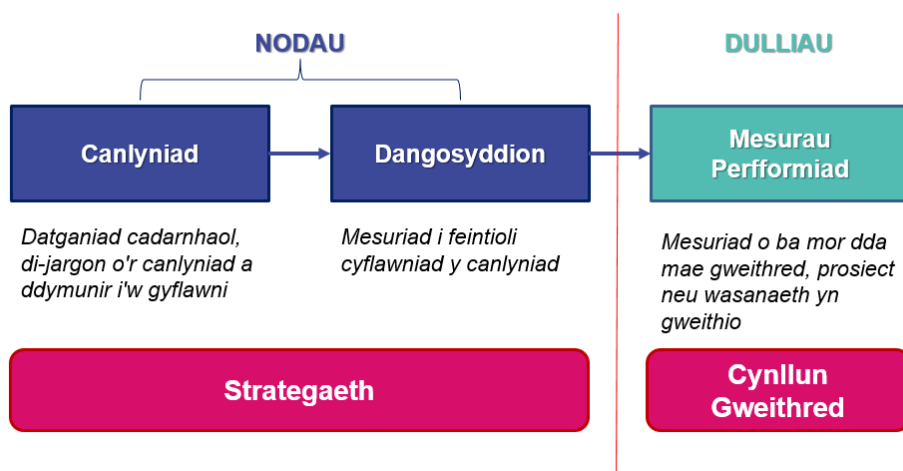 NODAU
DULLIAU
Canlyniad
Dangosyddion
Mesurau
Perfformiad
Datganiad cadarnhaol,
di-jargon o'r canlyniad a
ddymunir i'w gyflawni
Mesuriad i feintioli
cyflawniad y canlyniad
Mesuriad o ba mor dda
mae gweithred, prosiect
neu wasanaeth yn
gweithio
Strategaeth
Cynllun
Gweithred